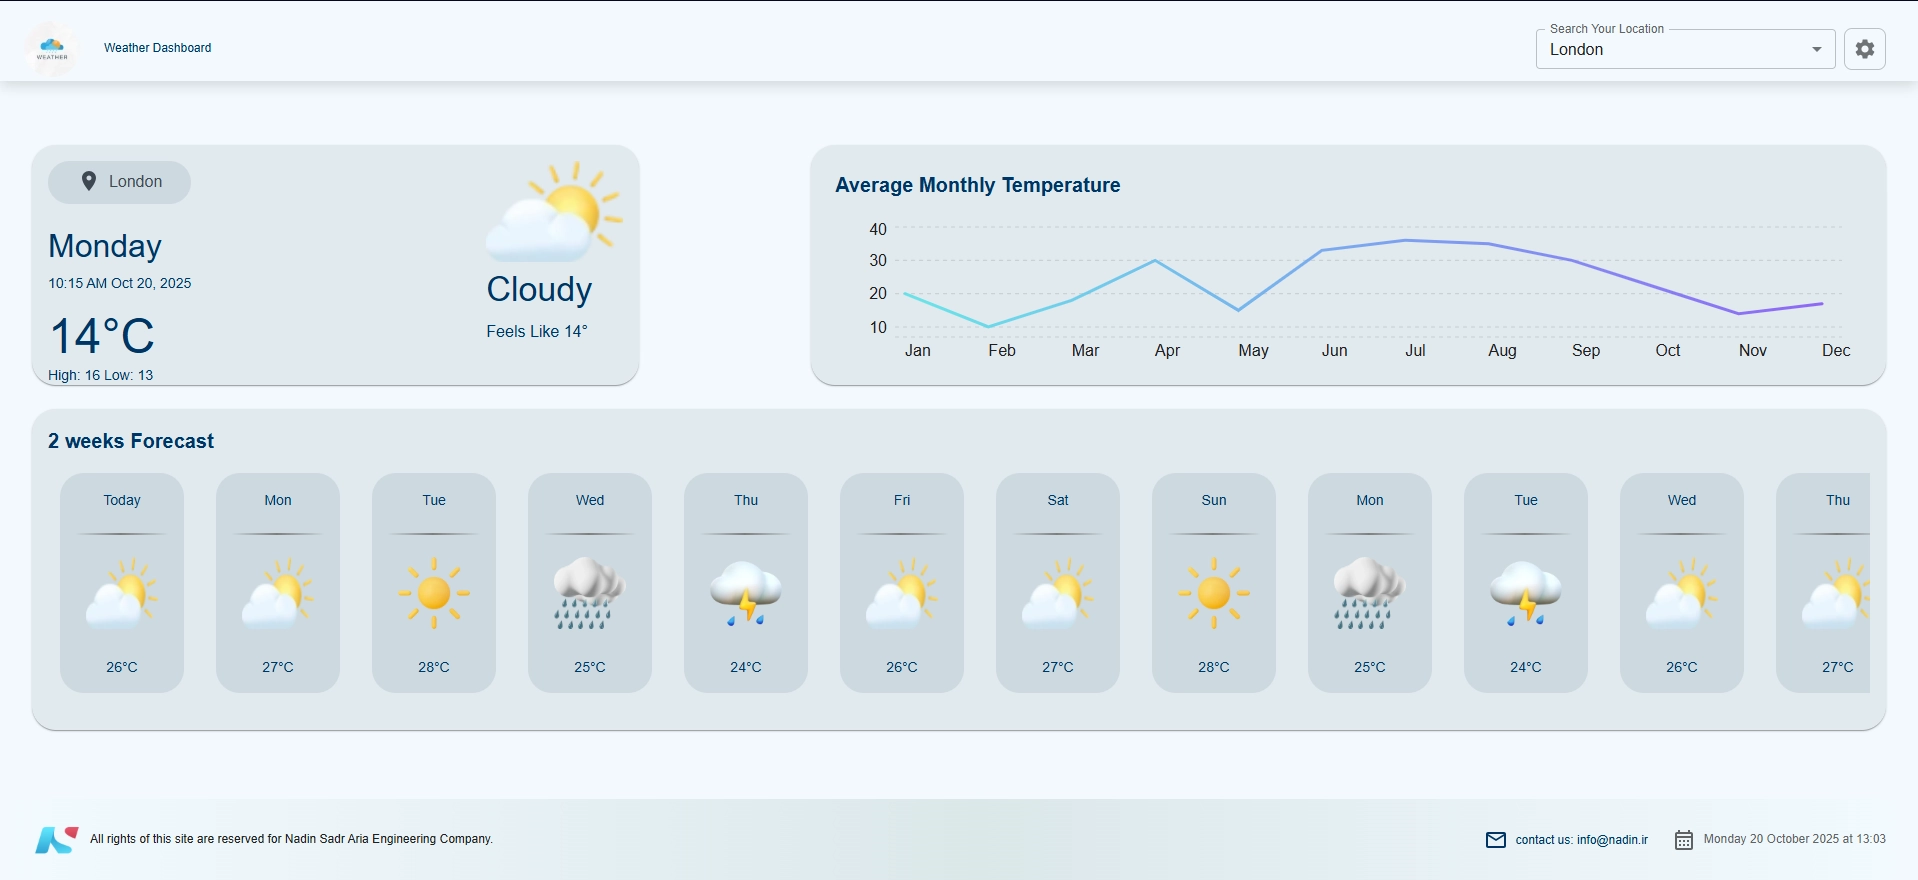 WEATHER
Weather Dashboard
Search Your Location
London
London
Monday
10:15 AM Oct 20, 2025
14°C
High: 16 Low: 13
Cloudy
Feels Like 14°
Average Monthly Temperature
40
30
20
10
Jan Feb Mar Apr May Jun Jul Aug Sep Oct Nov Dec
2 weeks Forecast
Today Mon Tue Wed Thu Fri Sat Sun Mon Tue Wed Thu
26°C 27°C 28°C 25°C 24°C 26°C 27°C 28°C 25°C 24°C 26°C 27°C
All rights of this site are reserved for Nadin Sadr Aria Engineering Company.
contact us: info@nadin.ir
Monday 20 October 2025 at 13:03